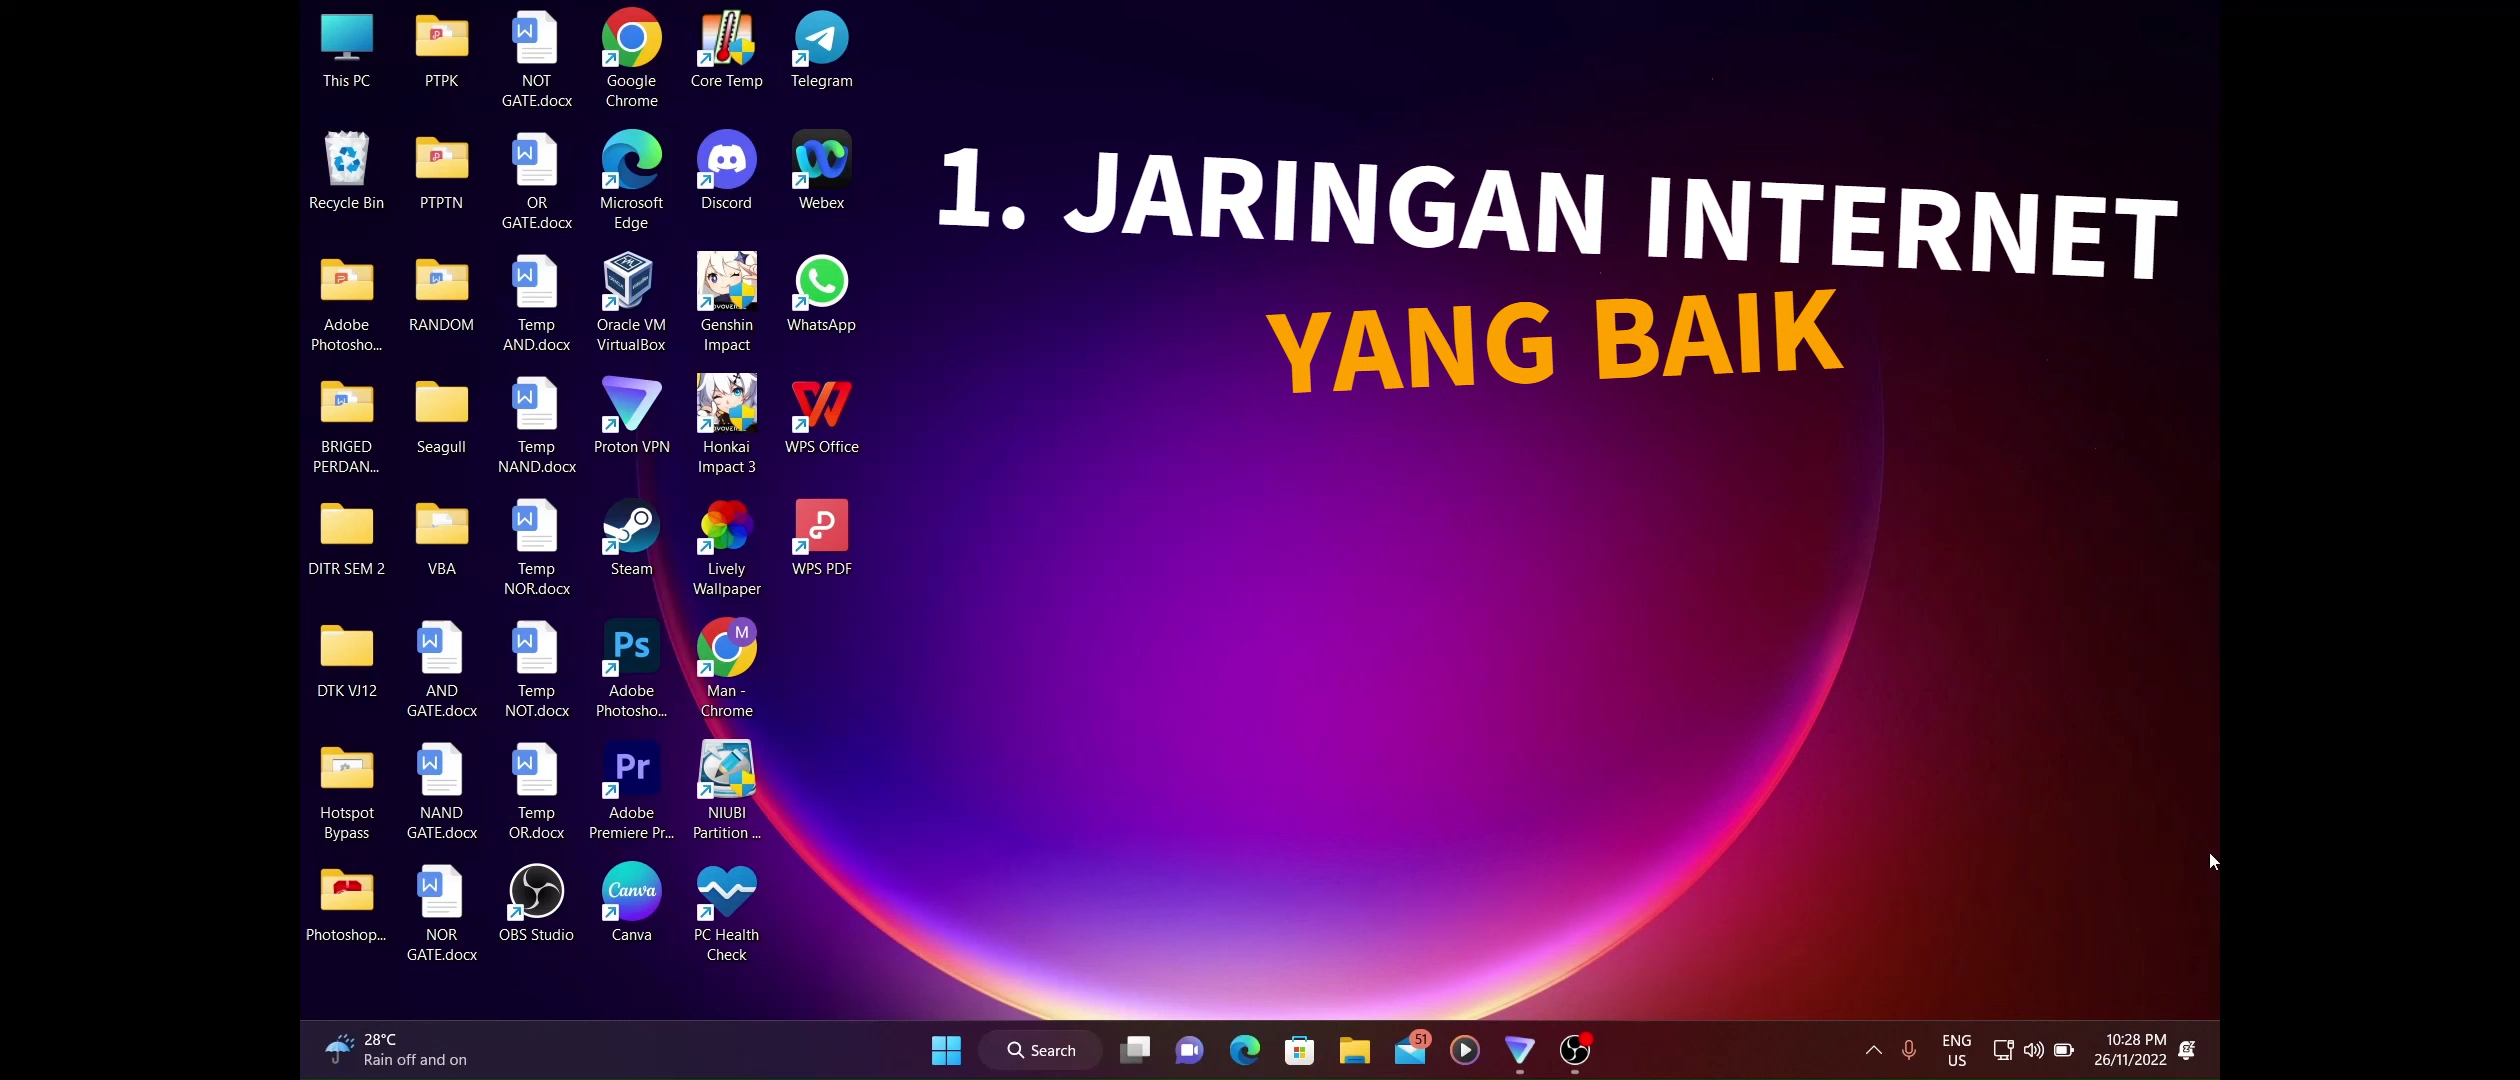 This PC
PTPK
NOT
GATE.docx
Google
Chrome
Core Temp
Telegram
Recycle Bin
PTPTN
OR
GATE.docx
Microsoft
Edge
Discord
Webex
Adobe
Photosho...
RANDOM
Temp
AND.docx
Oracle VM
VirtualBox
Genshin
Impact
WhatsApp
BRIGED
PERDAN...
Seagull
Temp
NAND.docx
Proton VPN
Honkai
Impact 3
WPS Office
DITR SEM 2
VBA
Temp
NOR.docx
Steam
Lively
Wallpaper
WPS PDF
DTK VJ12
AND
GATE.docx
Temp
NOT.docx
Ps
Adobe
Photosho...
M
Man -
Chrome
Hotspot
Bypass
NAND
GATE.docx
Temp
OR.docx
Pr
Adobe
Premiere Pr...
NIUBI
Partition ...
Photoshop...
NOR
GATE.docx
OBS Studio
Canva
Canva
PC Health
Check
1. JARINGAN INTERNET
YANG BAIK
28°C
Rain off and on
Search
51
ENG
US
10:28 PM
26/11/2022